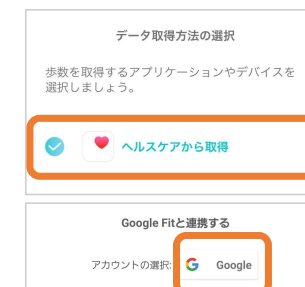 データ取得方法の選択
歩数を取得するアプリケーションやデバイスを
選択しましょう。
ヘルスケアから取得
Google Fitと連携する
アカウントの選択: G Google